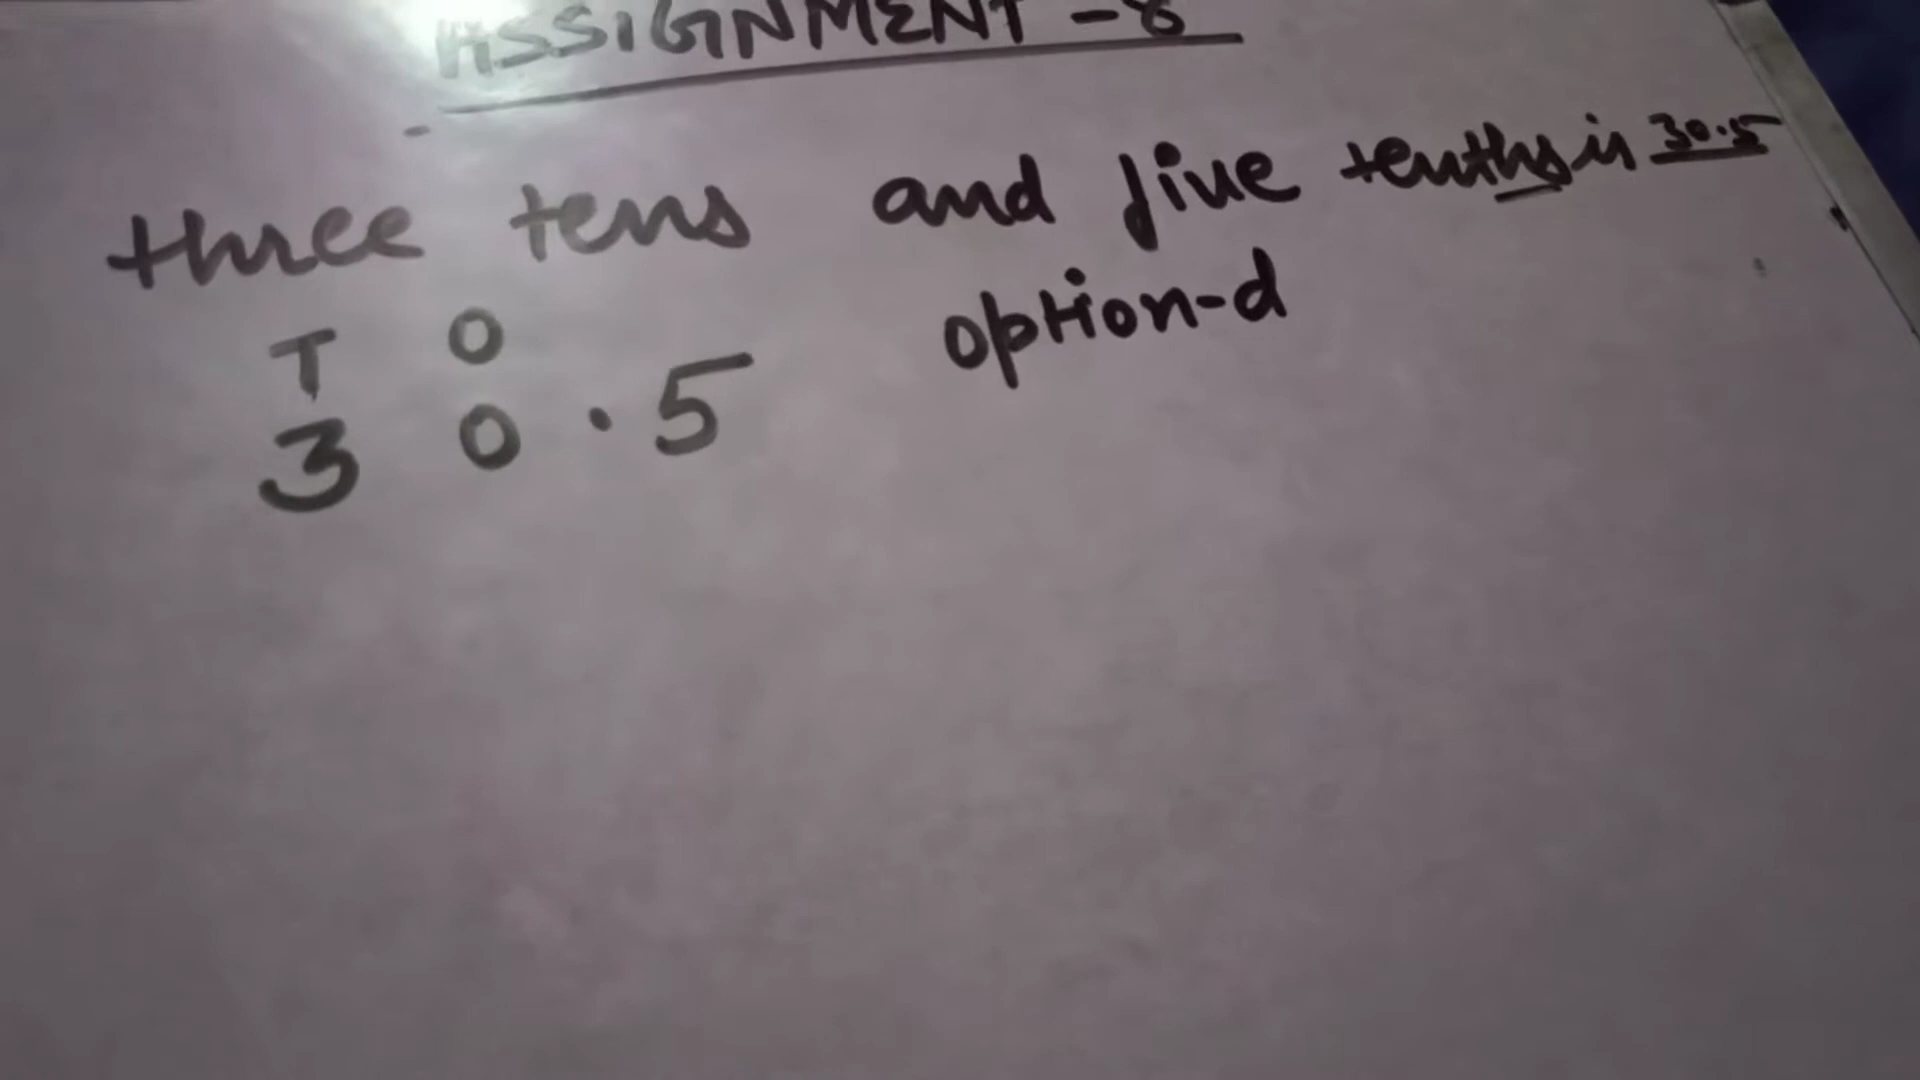 ASSIGNMENT - 8
three tens and five tenths is 30.5
option-d
T O
3 0 . 5